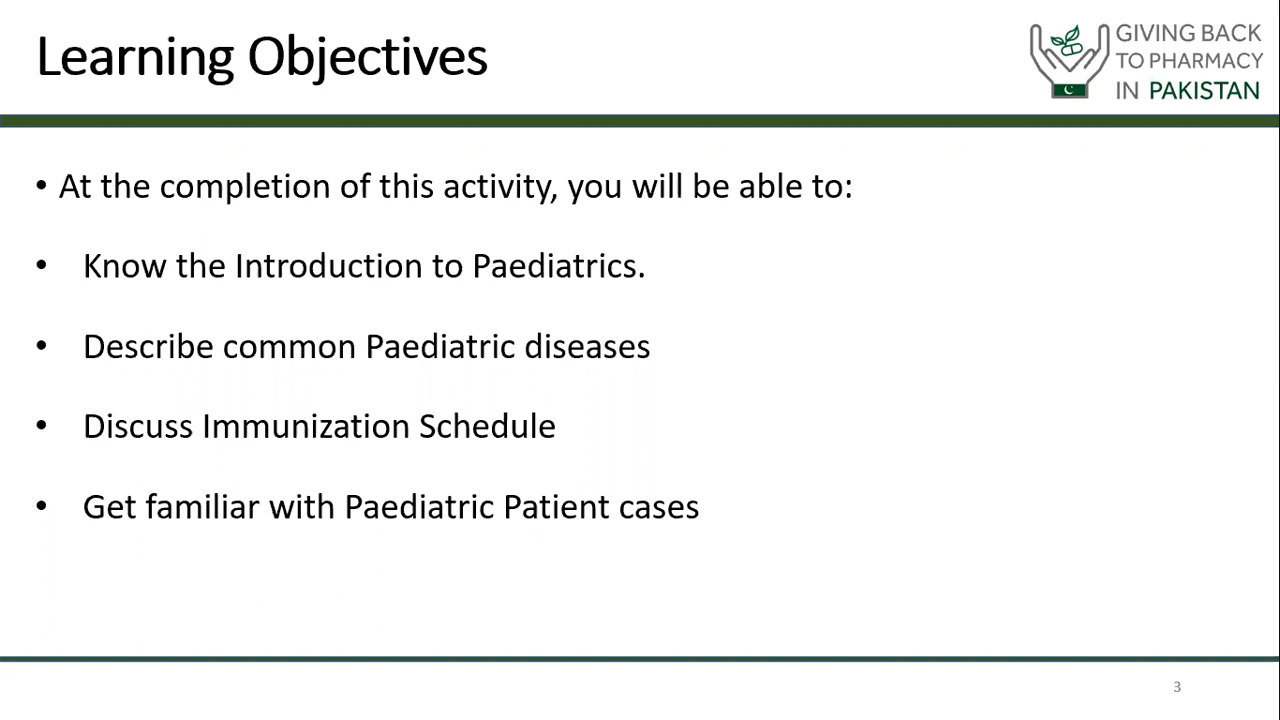 Learning Objectives
GIVING BACK
TO PHARMACY
IN PAKISTAN
• At the completion of this activity, you will be able to:
• Know the Introduction to Paediatrics.
• Describe common Paediatric diseases
• Discuss Immunization Schedule
• Get familiar with Paediatric Patient cases
3